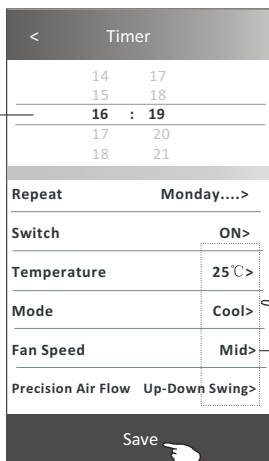 < Timer
14 17
15 18
16 : 19
17 20
18 21
Repeat Monday....>
Switch ON>
Temperature 25℃>
Mode Cool>
Fan Speed Mid>
Precision Air Flow Up-Down Swing>
Save